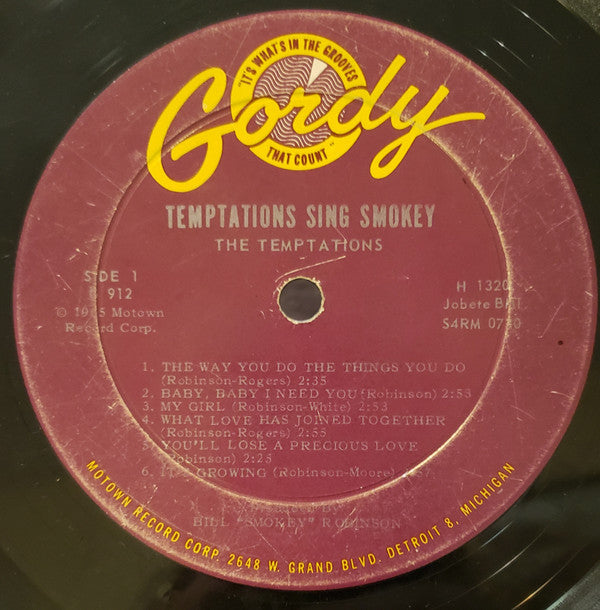 "IT'S WHAT'S IN THE GROOVES
Gordy
THAT COUNT"
TEMPTATIONS SING SMOKEY
THE TEMPTATIONS
SIDE 1
912
© 1965 Motown
Record Corp.
H 1320
Jobete BMI
S4RM 0730
1. THE WAY YOU DO THE THINGS YOU DO
(Robinson-Rogers) 2:35
2. BABY, BABY I NEED YOU (Robinson) 2:53
3. MY GIRL (Robinson-White) 2:53
4. WHAT LOVE HAS JOINED TOGETHER
(Robinson-Rogers) 2:55
5. YOU'LL LOSE A PRECIOUS LOVE
(Robinson) 2:25
6. IT'S GROWING (Robinson-Moore)
Produced by
BILL "SMOKEY" ROBINSON
MOTOWN RECORD CORP. 2648 W. GRAND BLVD. DETROIT 8, MICHIGAN